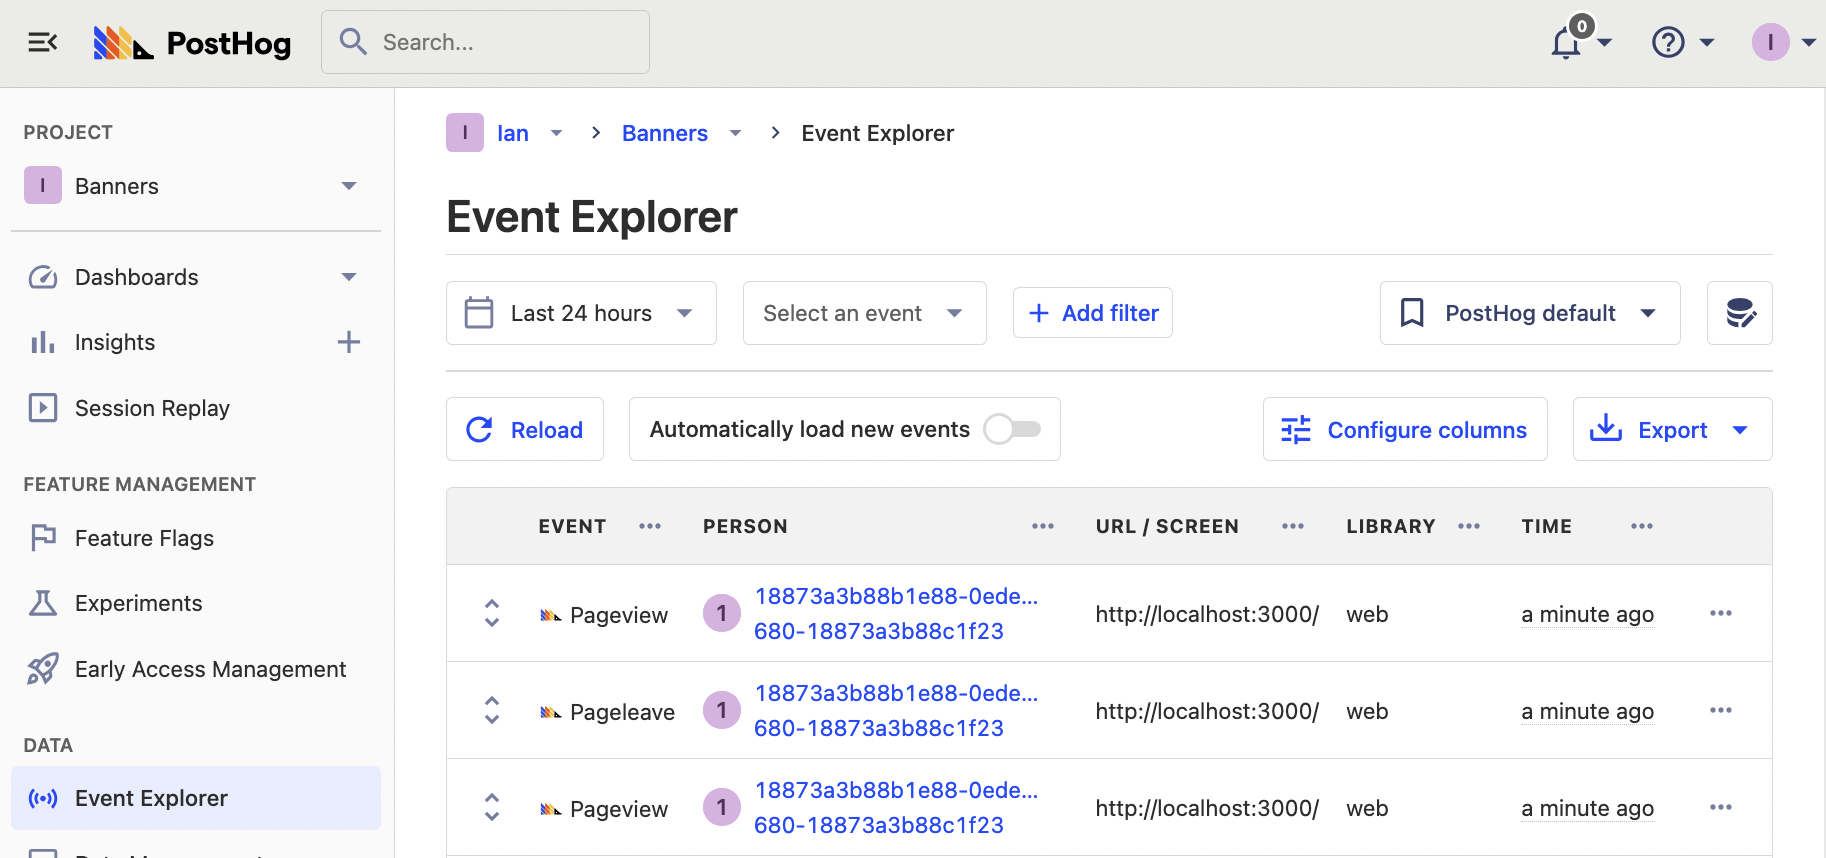 PostHog
Search...
0
I
PROJECT
I Banners
Dashboards
Insights
Session Replay
FEATURE MANAGEMENT
Feature Flags
Experiments
Early Access Management
DATA
Event Explorer
I Ian > Banners > Event Explorer
Event Explorer
Last 24 hours Select an event + Add filter PostHog default
Reload Automatically load new events Configure columns Export
EVENT ••• PERSON ••• URL / SCREEN ••• LIBRARY ••• TIME •••
Pageview 1 18873a3b88b1e88-0ede... http://localhost:3000/ web a minute ago •••
680-18873a3b88c1f23
Pageleave 1 18873a3b88b1e88-0ede... http://localhost:3000/ web a minute ago •••
680-18873a3b88c1f23
Pageview 1 18873a3b88b1e88-0ede... http://localhost:3000/ web a minute ago •••
680-18873a3b88c1f23